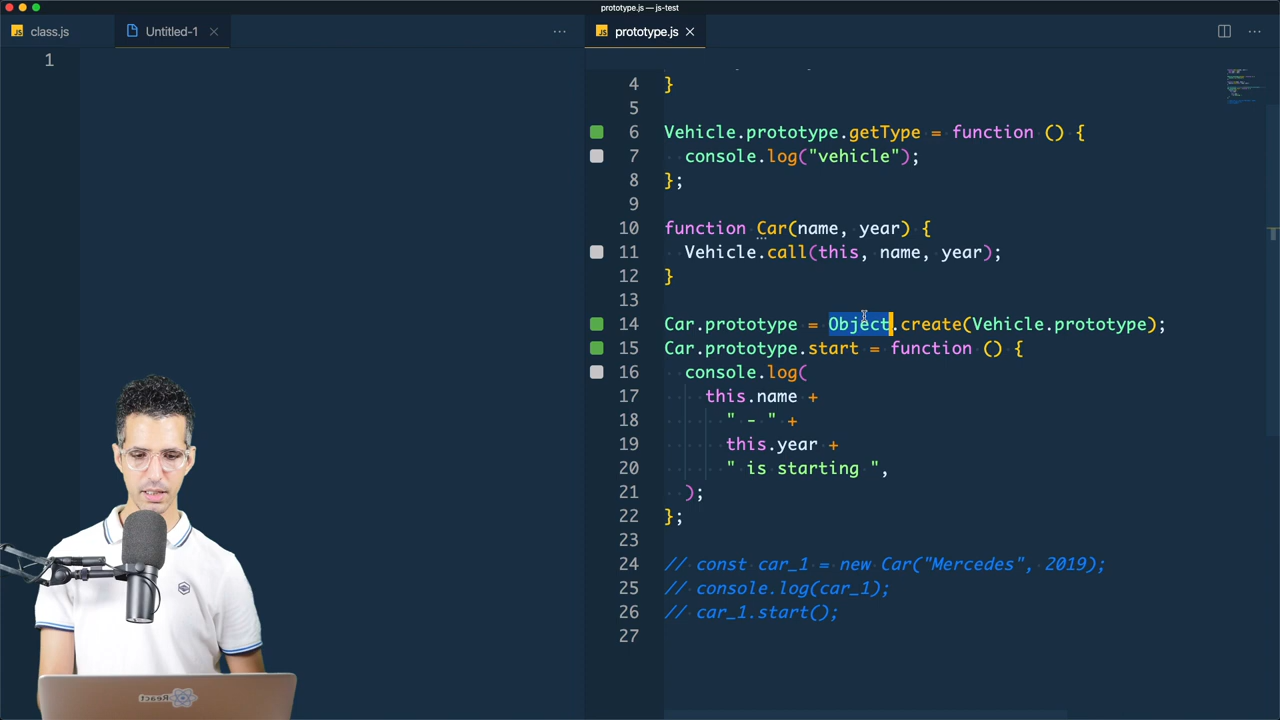 prototype.js — js-test
JS class.js
Untitled-1
JS prototype.js
1
4 }
5
6 Vehicle.prototype.getType = function () {
7 console.log("vehicle");
8 };
9
10 function Car(name, year) {
11 Vehicle.call(this, name, year);
12 }
13
14 Car.prototype = Object.create(Vehicle.prototype);
15 Car.prototype.start = function () {
16 console.log(
17 this.name +
18 " - " +
19 this.year +
20 " is starting ",
21 );
22 };
23
24 // const car_1 = new Car("Mercedes", 2019);
25 // console.log(car_1);
26 // car_1.start();
27
React